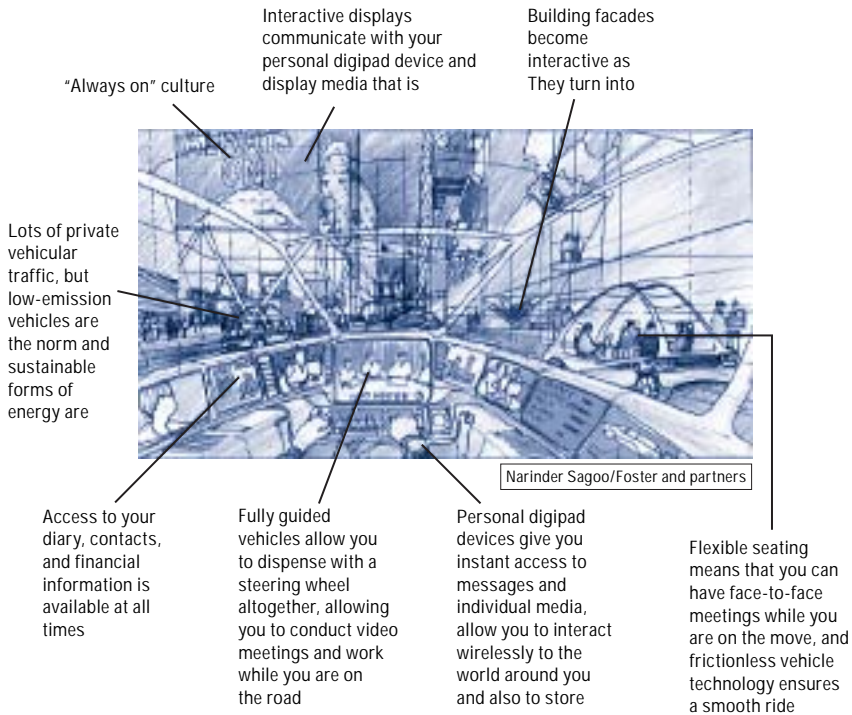 Interactive displays
communicate with your
personal digipad device and
display media that is
Building facades
become
interactive as
They turn into
"Always on" culture
Lots of private
vehicular
traffic, but
low-emission
vehicles are
the norm and
sustainable
forms of
energy are
Narinder Sagoo/Foster and partners
Access to your
diary, contacts,
and financial
information is
available at all
times
Fully guided
vehicles allow you
to dispense with a
steering wheel
altogether, allowing
you to conduct video
meetings and work
while you are on
the road
Personal digipad
devices give you
instant access to
messages and
individual media,
allow you to interact
wirelessly to the
world around you
and also to store
Flexible seating
means that you can
have face-to-face
meetings while you
are on the move, and
frictionless vehicle
technology ensures
a smooth ride